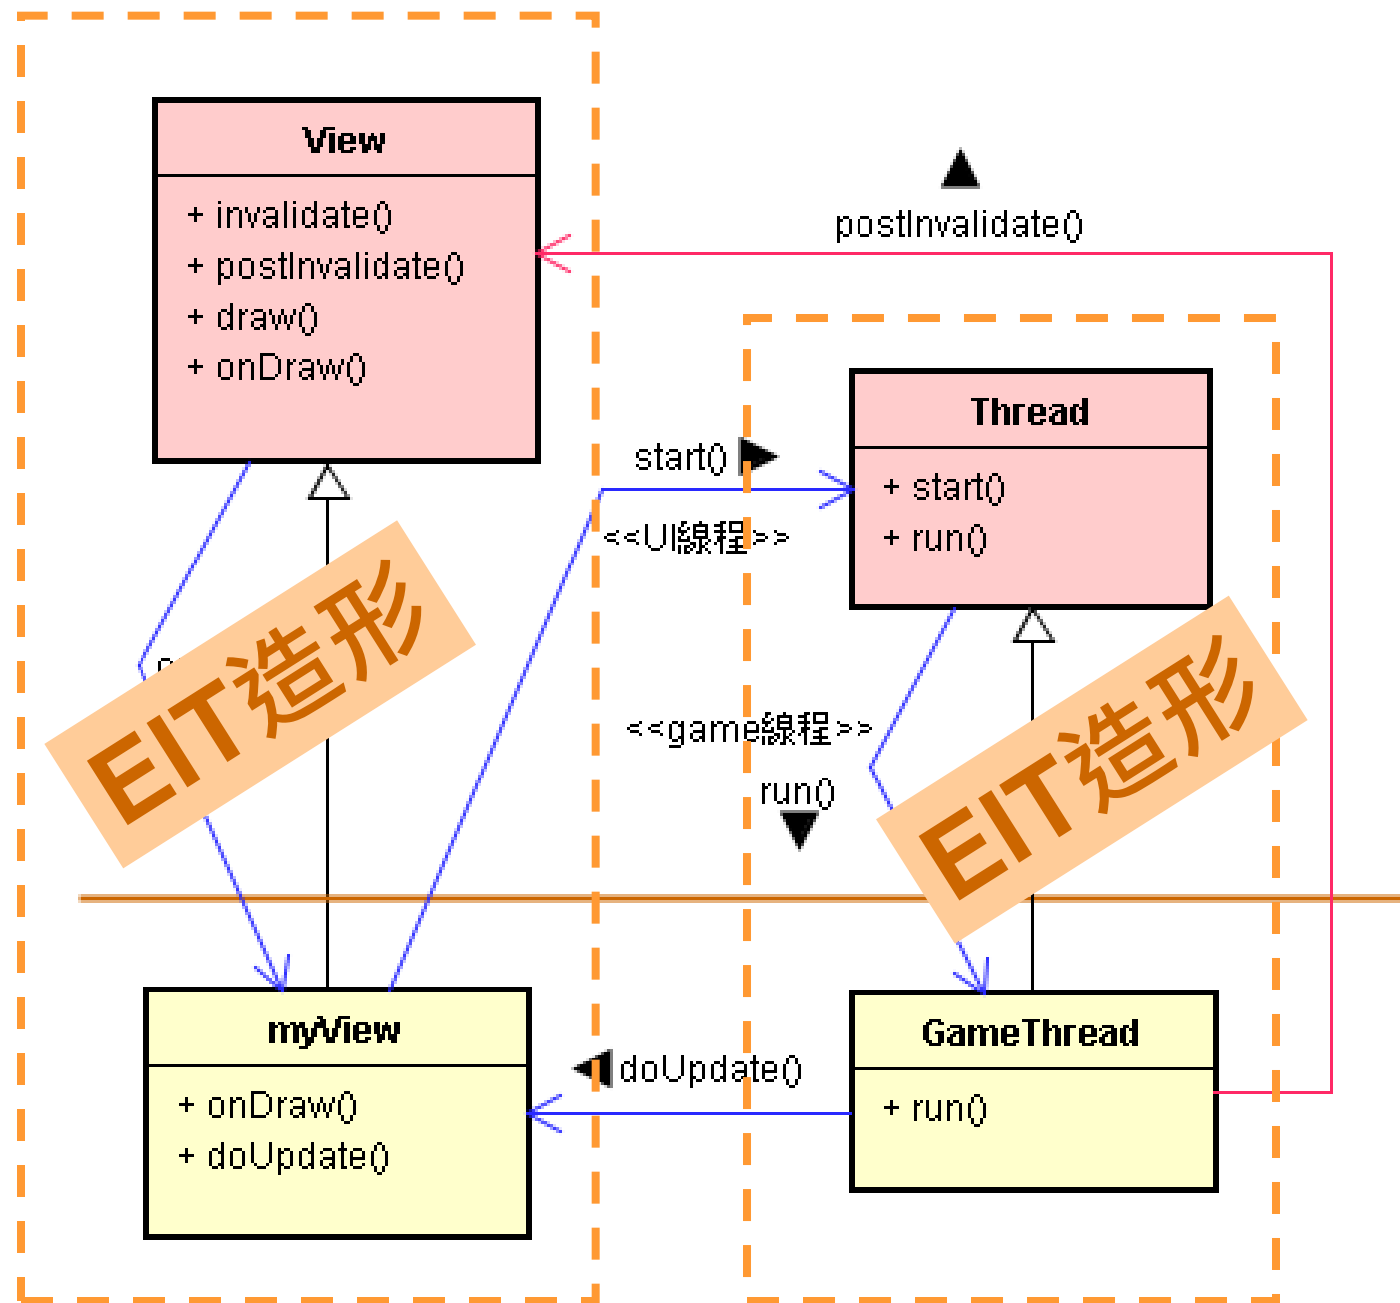 View
+ invalidate()
+ postInvalidate()
+ draw()
+ onDraw()
postInvalidate()
Thread
+ start()
+ run()
start()
<<UI線程>>
EIT造形
<<game線程>>
run()
EIT造形
myView
+ onDraw()
+ doUpdate()
doUpdate()
GameThread
+ run()